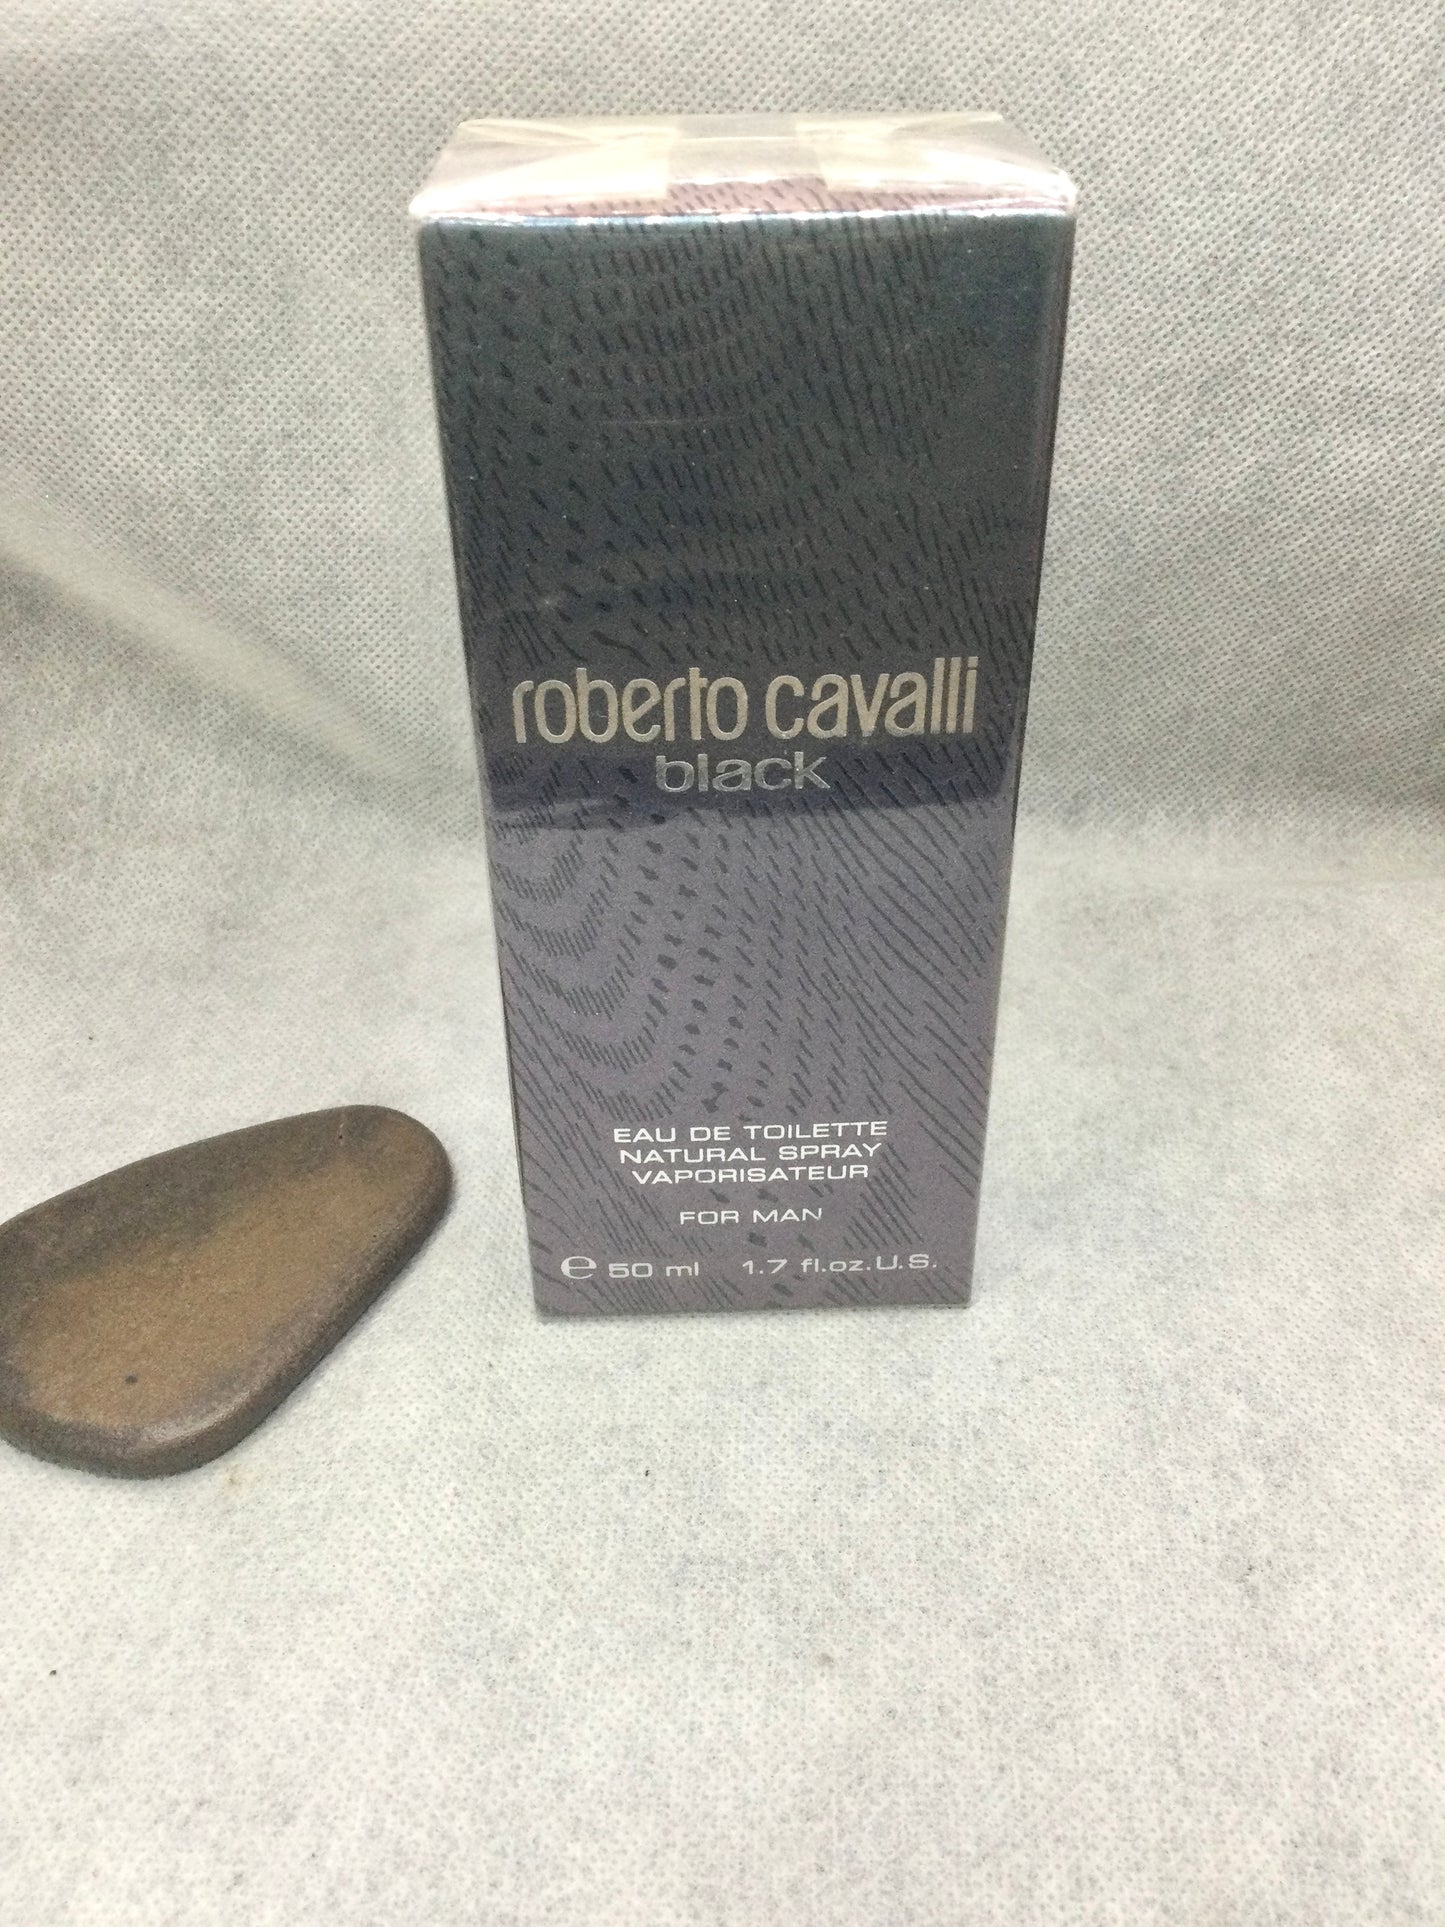 roberto cavalli
black
EAU DE TOILETTE
NATURAL SPRAY
VAPORISATEUR
FOR MAN
℮ 50 ml 1.7 fl.oz.U.S.